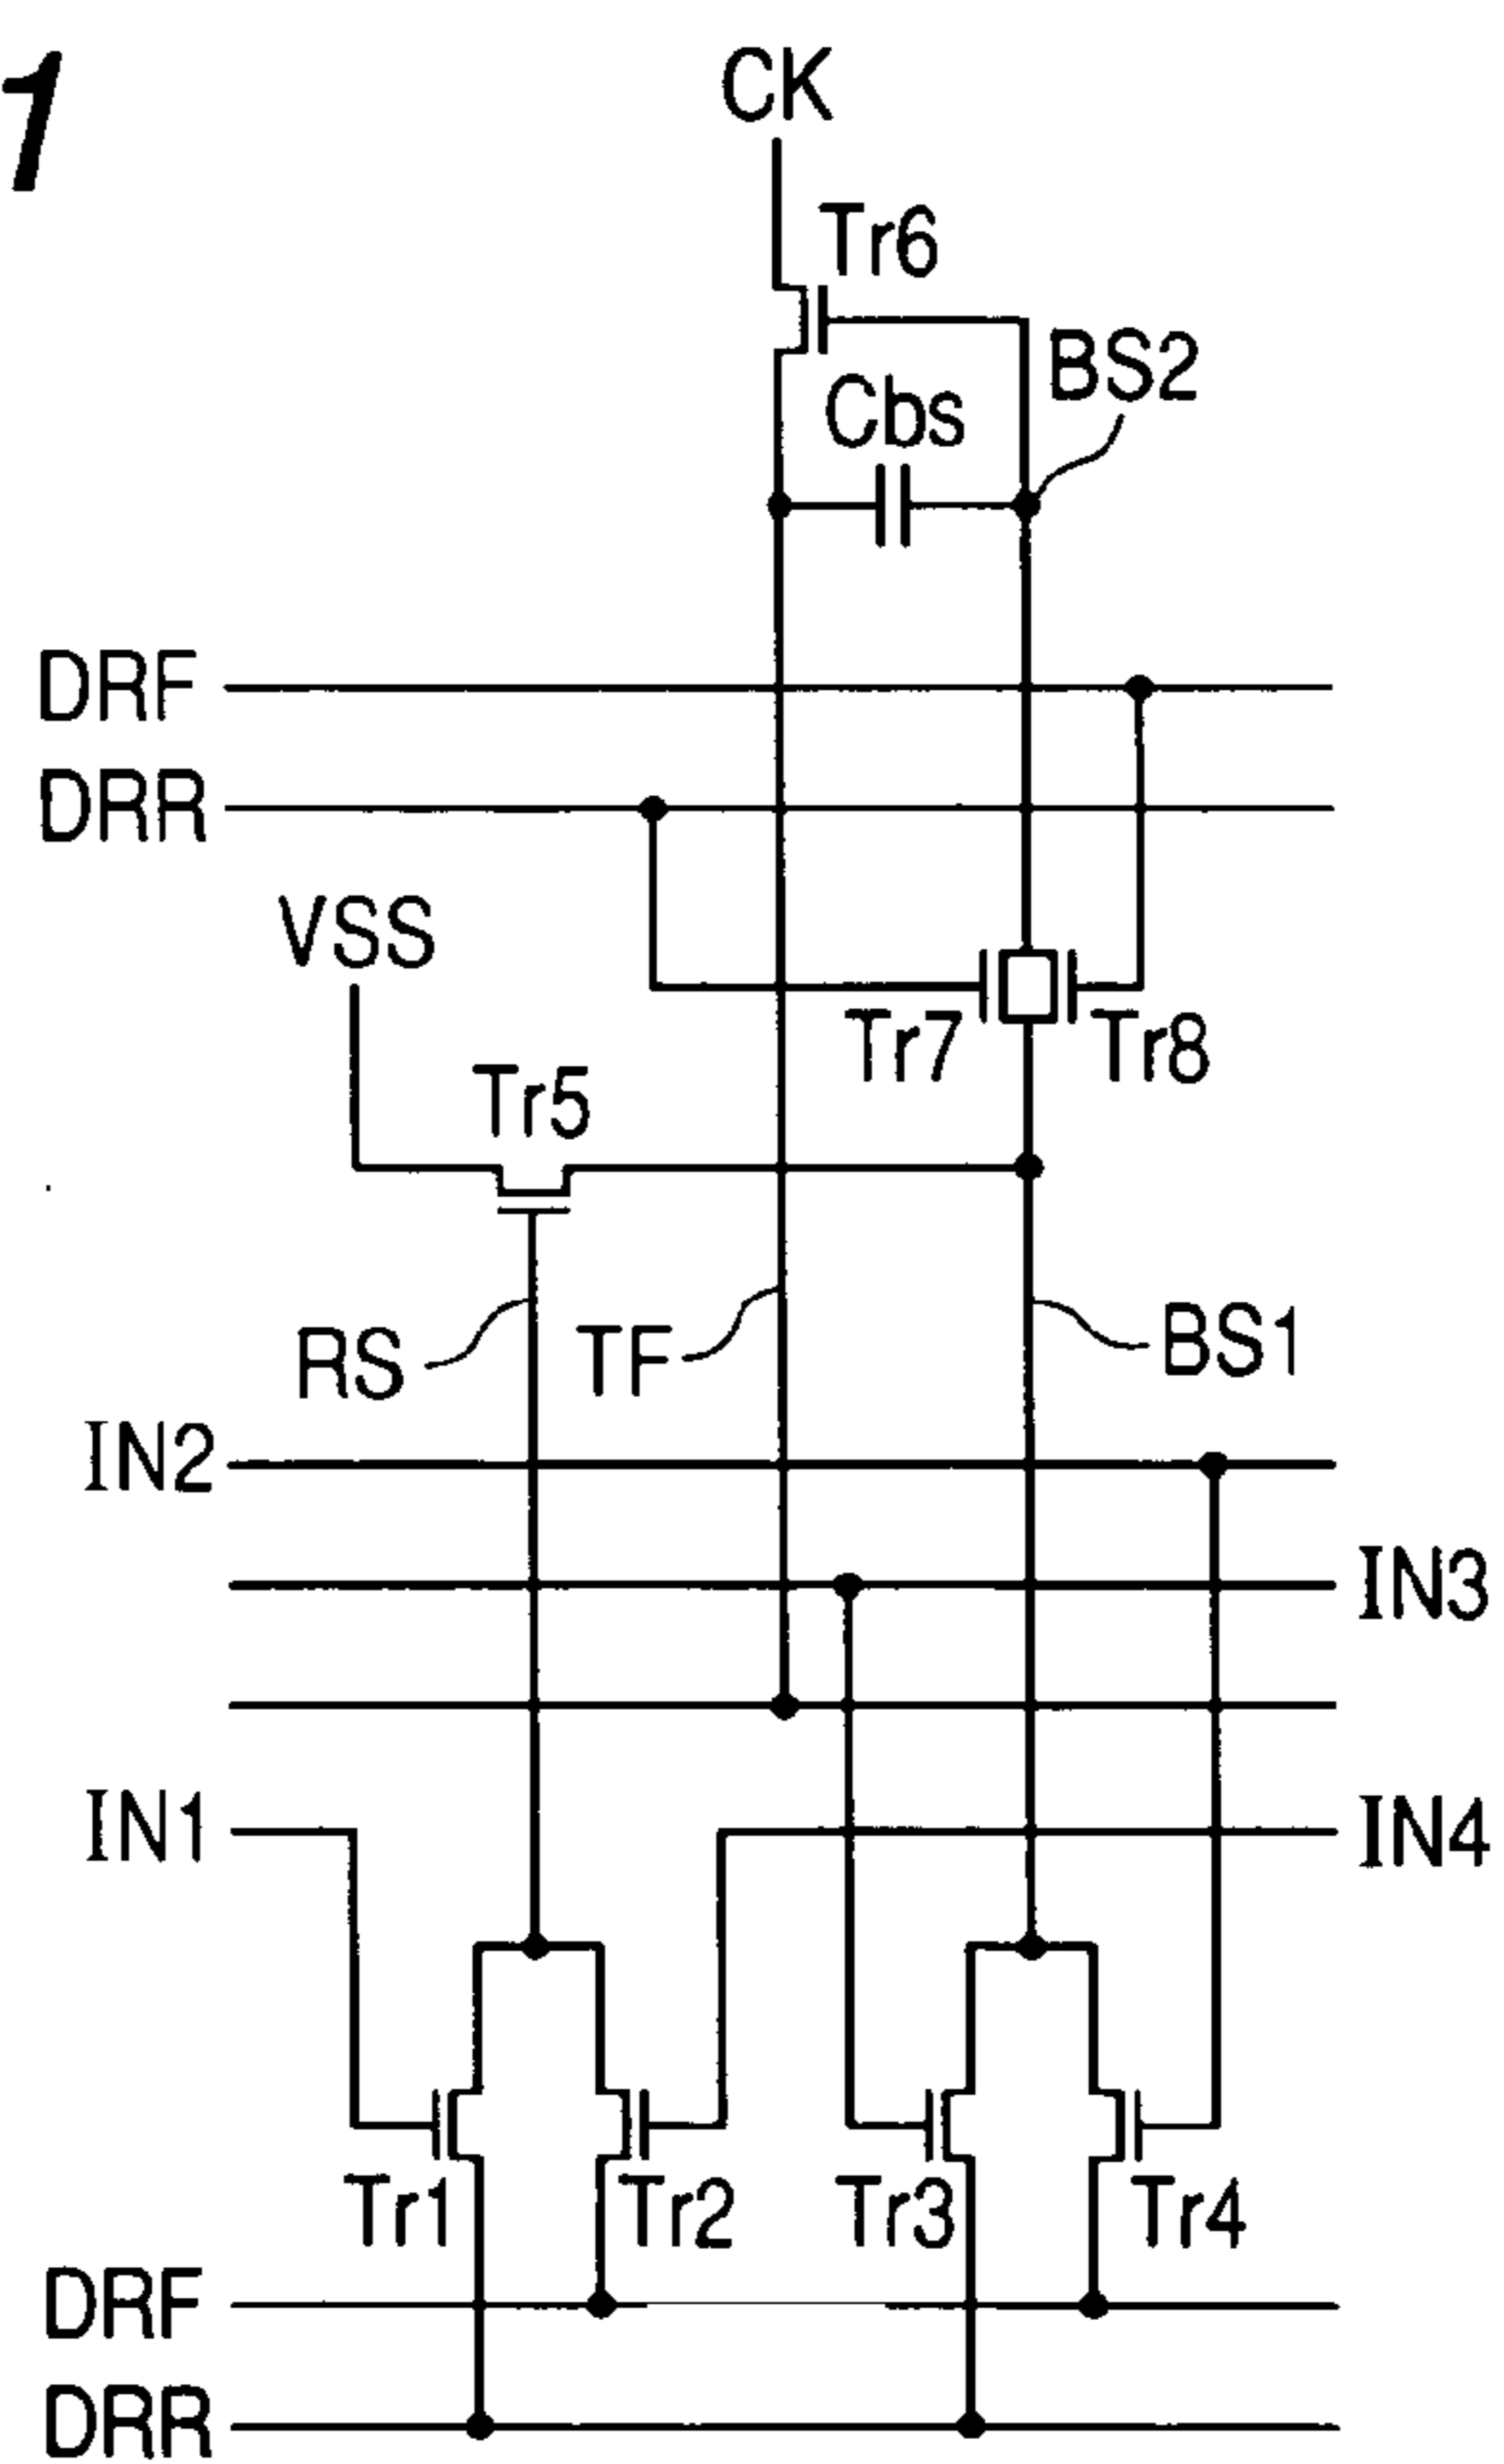 1
CK
Tr6
BS2
Cbs
DRF
DRR
VSS
Tr7 Tr8
Tr5
RS TF BS1
IN2
IN3
IN1 IN4
Tr1 Tr2 Tr3 Tr4
DRF
DRR